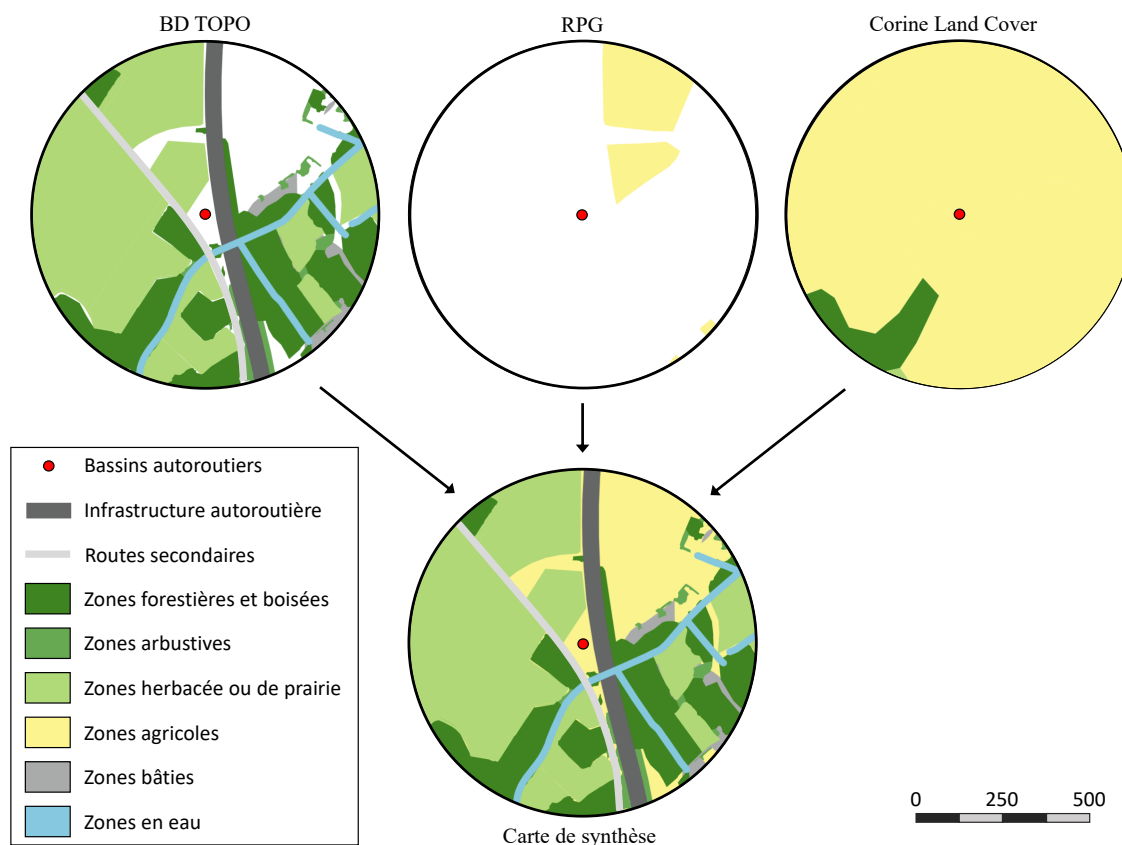 BD TOPO
RPG
Corine Land Cover
Bassins autoroutiers
Infrastructure autoroutière
Routes secondaires
Zones forestières et boisées
Zones arbustives
Zones herbacée ou de prairie
Zones agricoles
Zones bâties
Zones en eau
Carte de synthèse
0 250 500